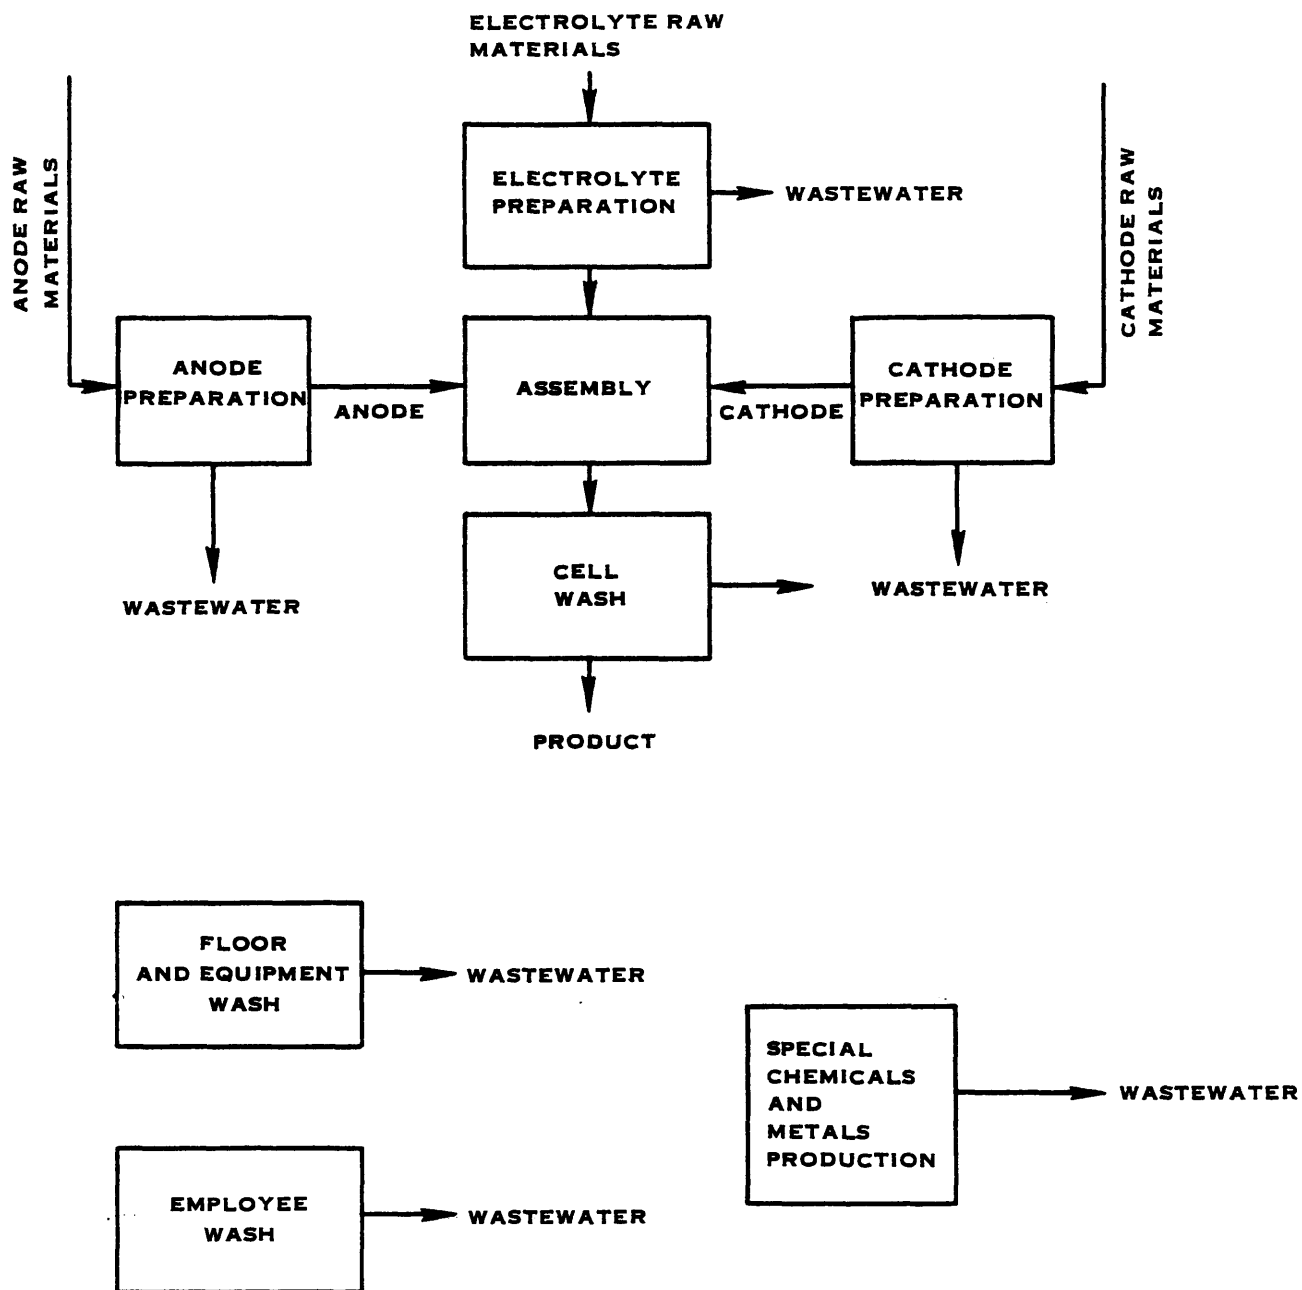 ELECTROLYTE RAW
MATERIALS
ANODE RAW
MATERIALS
CATHODE RAW
MATERIALS
ELECTROLYTE
PREPARATION
WASTEWATER
ANODE
PREPARATION
ANODE
ASSEMBLY
CATHODE
CATHODE
PREPARATION
WASTEWATER
CELL
WASH
WASTEWATER
PRODUCT
FLOOR
AND EQUIPMENT
WASH
WASTEWATER
SPECIAL
CHEMICALS
AND
METALS
PRODUCTION
WASTEWATER
EMPLOYEE
WASH
WASTEWATER